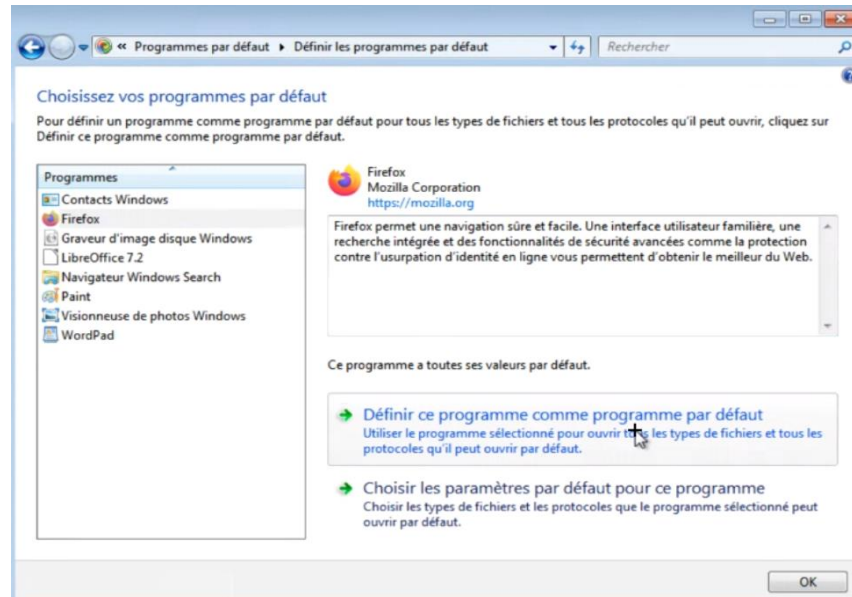 « Programmes par défaut ▸ Définir les programmes par défaut
Rechercher
Choisissez vos programmes par défaut
Pour définir un programme comme programme par défaut pour tous les types de fichiers et tous les protocoles qu'il peut ouvrir, cliquez sur
Définir ce programme comme programme par défaut.
Programmes
Contacts Windows
Firefox
Graveur d'image disque Windows
LibreOffice 7.2
Navigateur Windows Search
Paint
Visionneuse de photos Windows
WordPad
Firefox
Mozilla Corporation
https://mozilla.org
Firefox permet une navigation sûre et facile. Une interface utilisateur familière, une
recherche intégrée et des fonctionnalités de sécurité avancées comme la protection
contre l'usurpation d'identité en ligne vous permettent d'obtenir le meilleur du Web.
Ce programme a toutes ses valeurs par défaut.
Définir ce programme comme programme par défaut
Utiliser le programme sélectionné pour ouvrir tous les types de fichiers et tous les
protocoles qu'il peut ouvrir par défaut.
Choisir les paramètres par défaut pour ce programme
Choisir les types de fichiers et les protocoles que le programme sélectionné peut
ouvrir par défaut.
OK